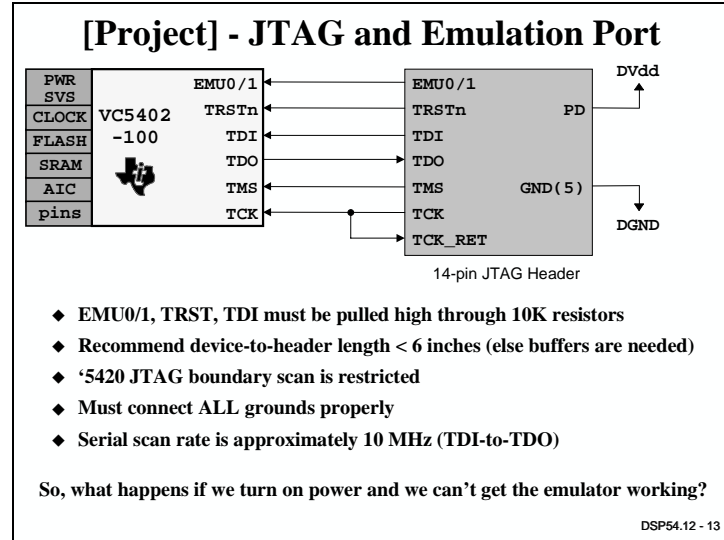 [Project] - JTAG and Emulation Port
PWR
SVS
CLOCK
FLASH
SRAM
AIC
pins
VC5402
-100
EMU0/1
TRSTn
TDI
TDO
TMS
TCK
EMU0/1
TRSTn
TDI
TDO
TMS
TCK
TCK_RET
PD
GND(5)
DVdd
DGND
14-pin JTAG Header
◆ EMU0/1, TRST, TDI must be pulled high through 10K resistors
◆ Recommend device-to-header length < 6 inches (else buffers are needed)
◆ ‘5420 JTAG boundary scan is restricted
◆ Must connect ALL grounds properly
◆ Serial scan rate is approximately 10 MHz (TDI-to-TDO)
So, what happens if we turn on power and we can’t get the emulator working?
DSP54.12 - 13